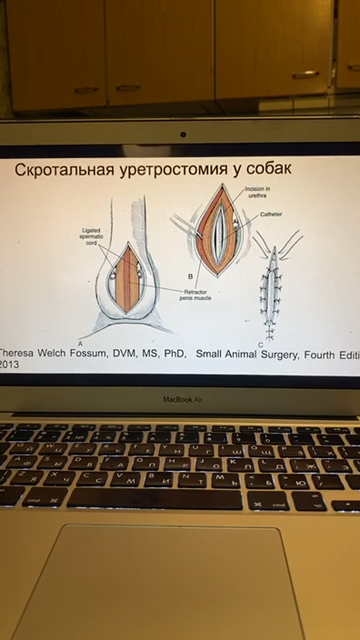 Скротальная уретростомия у собак
Incision in
urethra
Catheter
Ligated
spermatic
cord
B
Retractor
penis muscle
A
C
Theresa Welch Fossum, DVM, MS, PhD, Small Animal Surgery, Fourth Editi
2013
MacBook Air